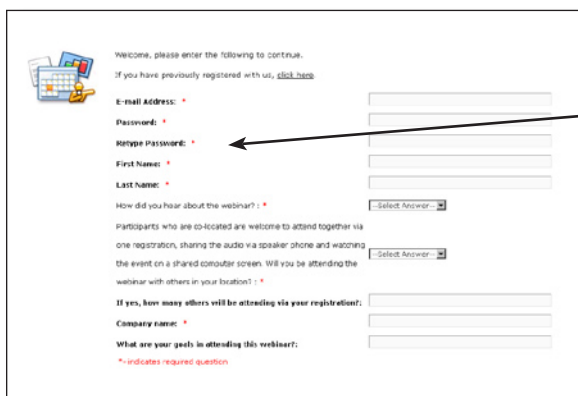 Welcome, please enter the following to continue.
If you have previously registered with us, click here.
E-mail Address: *
Password: *
Retype Password: *
First Name: *
Last Name: *
How did you hear about the webinar? : * --Select Answer--
Participants who are co-located are welcome to attend together via
one registration, sharing the audio via speaker phone and watching
the event on a shared computer screen. Will you be attending the --Select Answer--
webinar with others in your location? : *
If yes, how many others will be attending via your registration?:
Company name: *
What are your goals in attending this webinar?:
*- indicates required question